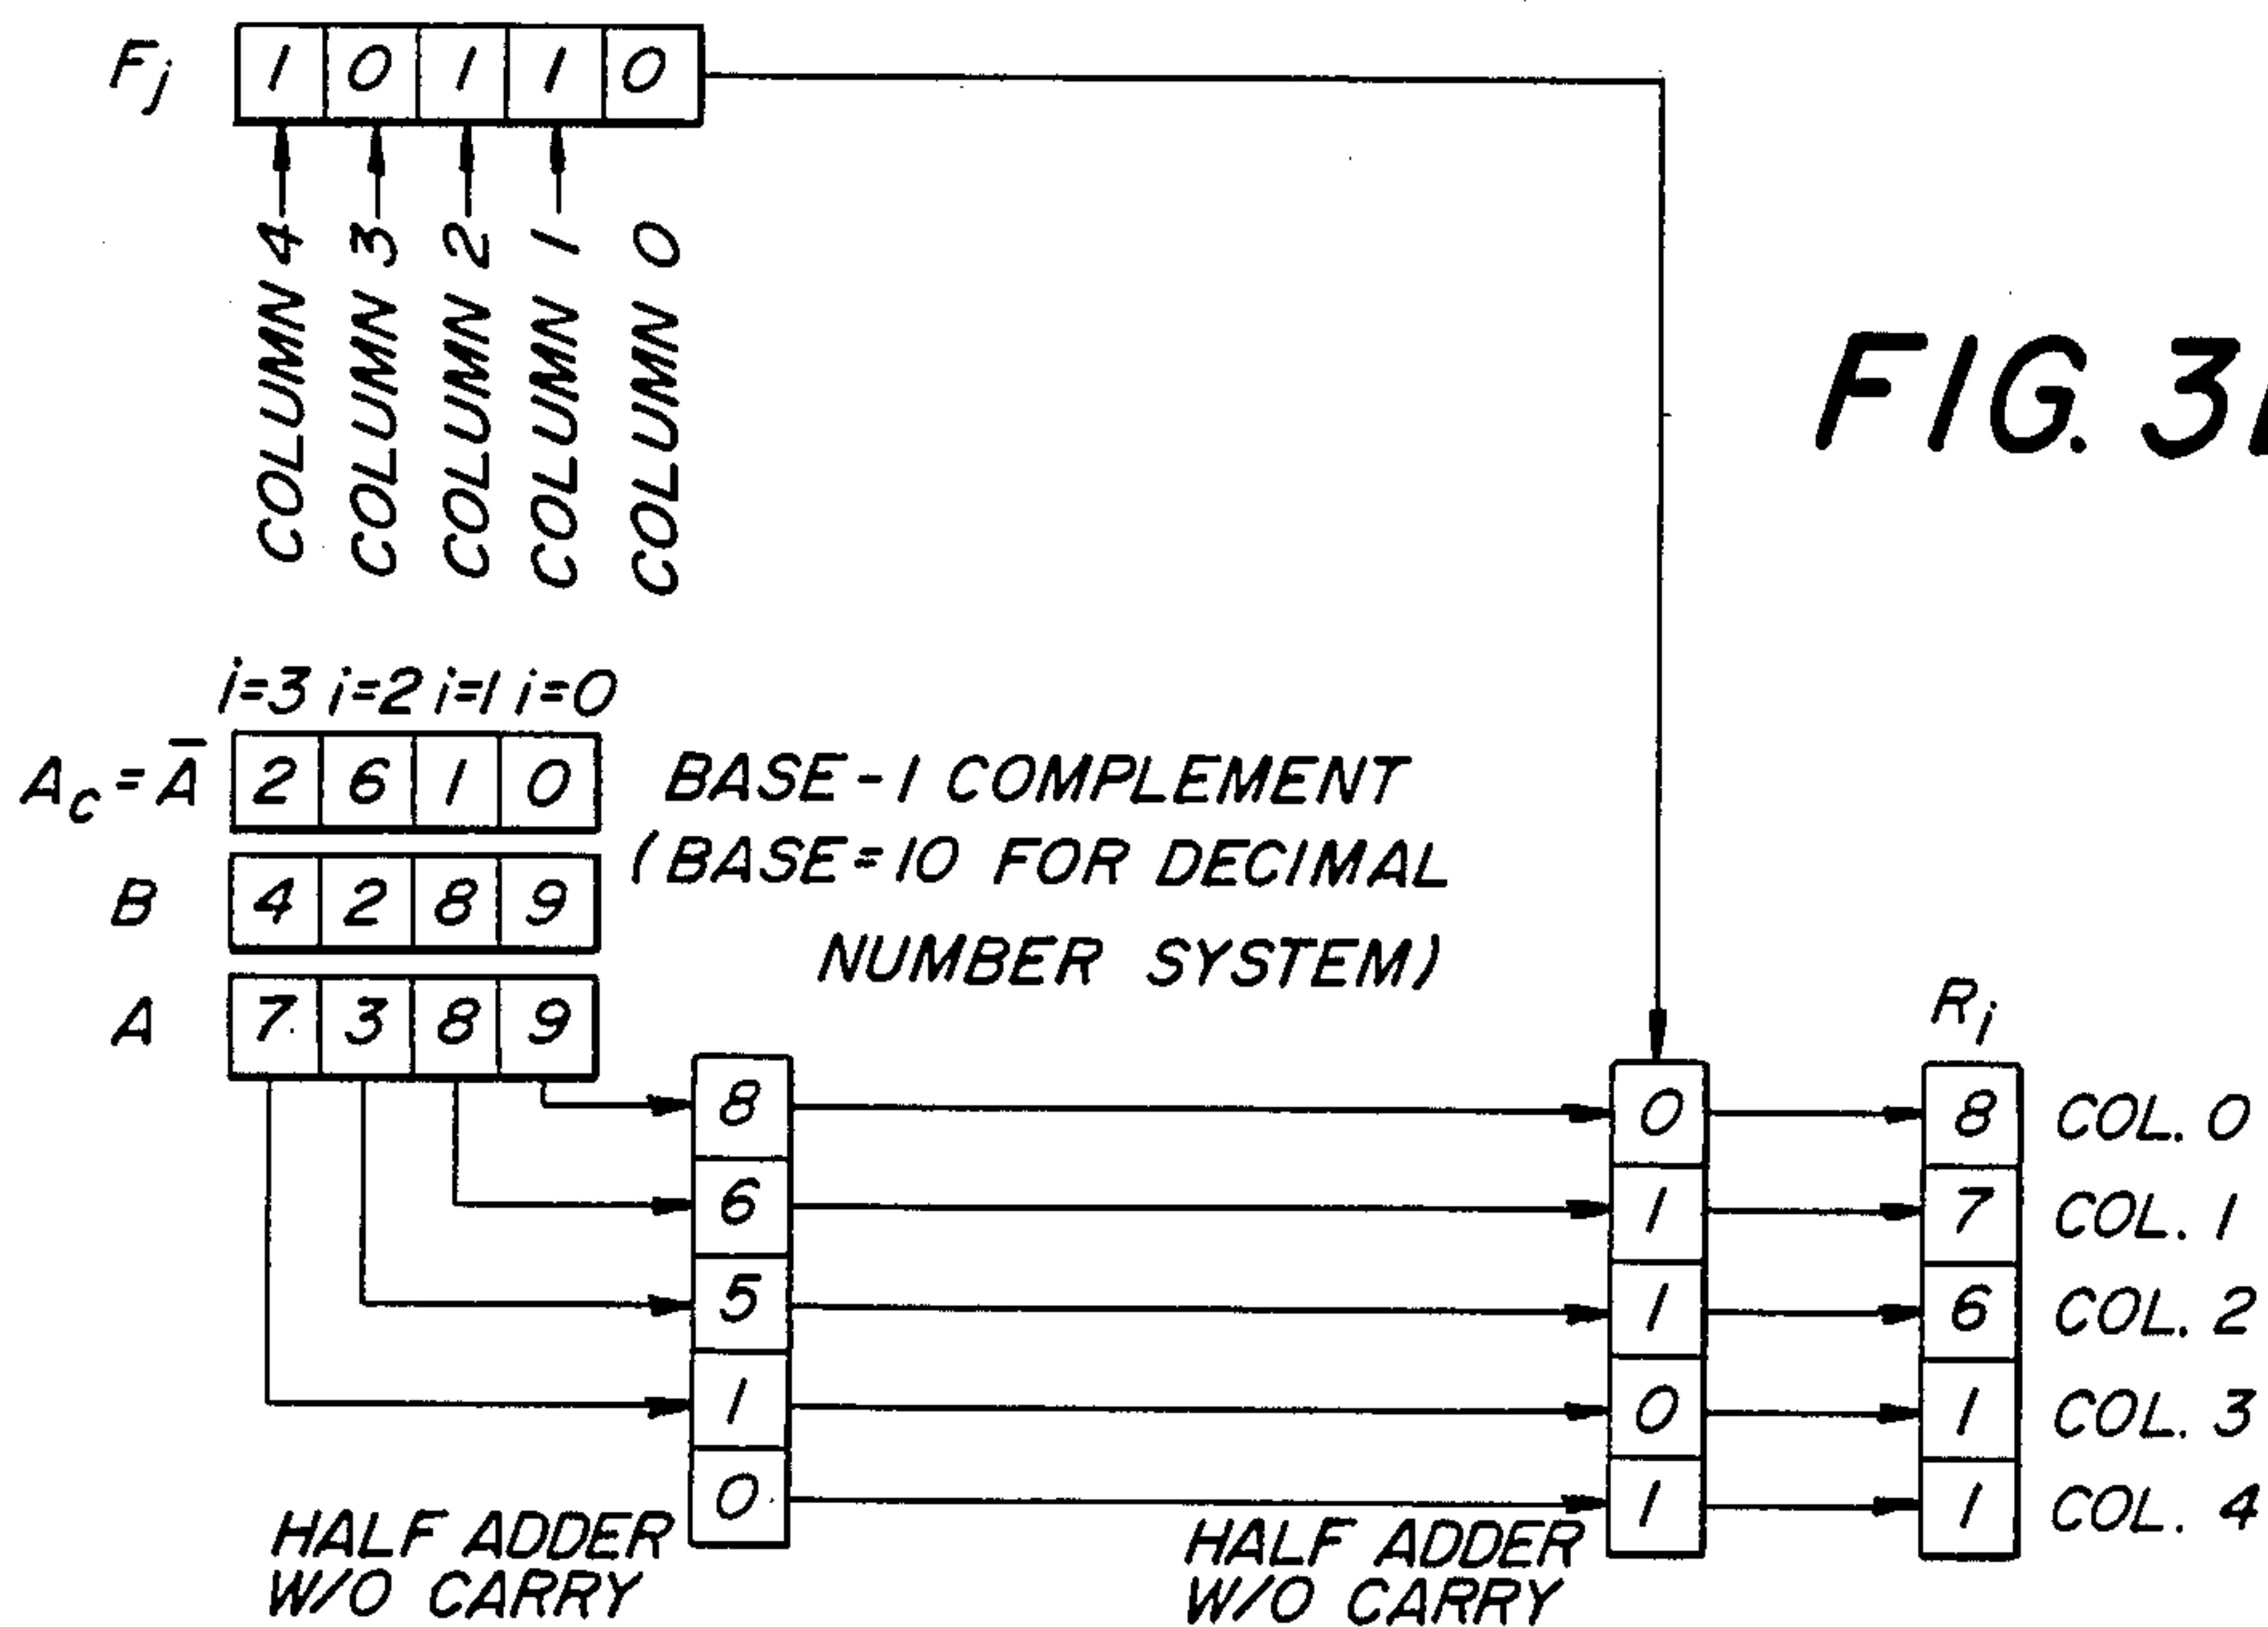 Fj 1 0 1 1 0
COLUMN 4
COLUMN 3
COLUMN 2
COLUMN 1
COLUMN 0
FIG. 3
i=3 i=2 i=1 i=0
Ac = Ā 2 6 1 0
BASE-1 COMPLEMENT
(BASE=10 FOR DECIMAL
NUMBER SYSTEM)
B 4 2 8 9
A 7 3 8 9
Ri
8 0 8 COL. 0
6 1 7 COL. 1
5 1 6 COL. 2
1 0 1 COL. 3
0 1 1 COL. 4
HALF ADDER
W/O CARRY
HALF ADDER
W/O CARRY